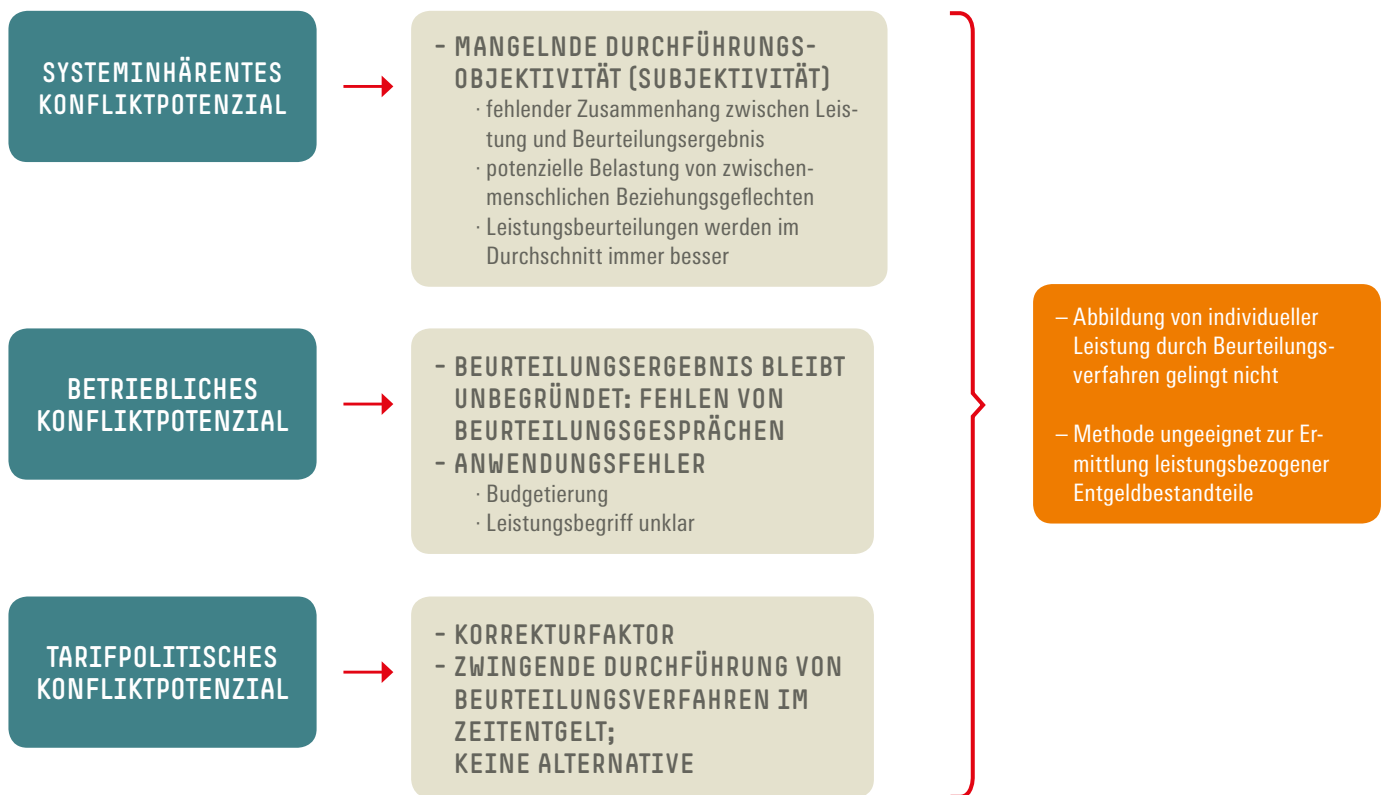 SYSTEMINHÄRENTES
KONFLIKTPOTENZIAL
- MANGELNDE DURCHFÜHRUNGS-
OBJEKTIVITÄT (SUBJEKTIVITÄT)
· fehlender Zusammenhang zwischen Leis-
tung und Beurteilungsergebnis
· potenzielle Belastung von zwischen-
menschlichen Beziehungsgeflechten
· Leistungsbeurteilungen werden im
Durchschnitt immer besser
BETRIEBLICHES
KONFLIKTPOTENZIAL
- BEURTEILUNGSERGEBNIS BLEIBT
UNBEGRÜNDET: FEHLEN VON
BEURTEILUNGSGESPRÄCHEN
- ANWENDUNGSFEHLER
· Budgetierung
· Leistungsbegriff unklar
TARIFPOLITISCHES
KONFLIKTPOTENZIAL
- KORREKTURFAKTOR
- ZWINGENDE DURCHFÜHRUNG VON
BEURTEILUNGSVERFAHREN IM
ZEITENTGELT;
KEINE ALTERNATIVE
– Abbildung von individueller
Leistung durch Beurteilungs-
verfahren gelingt nicht
– Methode ungeeignet zur Er-
mittlung leistungsbezogener
Entgeldbestandteile